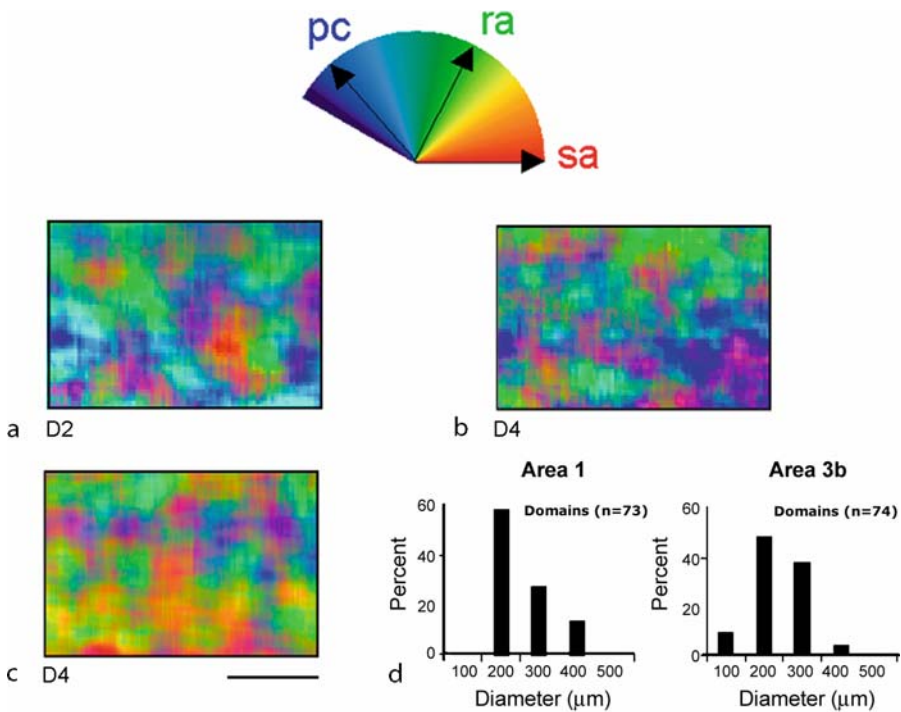 pc
ra
sa
a D2
b D4
c D4
d
Area 1
Domains (n=73)
Percent
60
40
20
0
100 200 300 400 500
Diameter (µm)
Area 3b
Domains (n=74)
Percent
60
40
20
0
100 200 300 400 500
Diameter (µm)